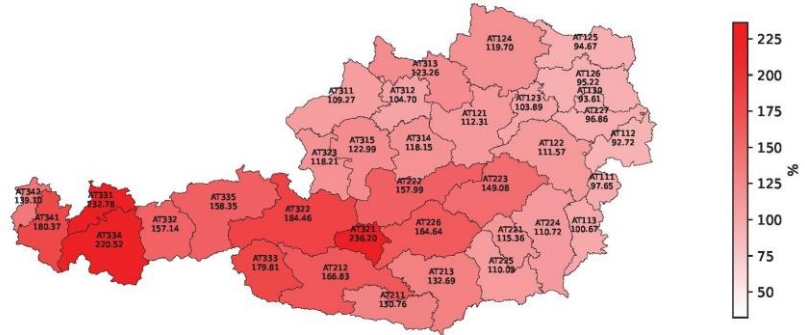 AT124
119.70
AT125
94.67
AT313
123.26
AT126
95.22
AT130
93.61
AT311
109.27
AT312
104.70
AT123
103.89
AT127
96.86
AT121
112.31
AT112
92.72
AT315
122.99
AT314
118.15
AT122
111.57
AT323
118.21
AT222
157.99
AT223
149.08
AT111
97.65
AT342
139.10
AT331
232.78
AT335
158.35
AT322
184.46
AT341
180.37
AT334
220.52
AT332
157.14
AT321
236.20
AT226
164.64
AT221
115.36
AT224
110.72
AT113
100.67
AT333
179.81
AT212
166.83
AT213
132.69
AT225
AT211
130.76
225
200
175
150
125
100
75
50
%